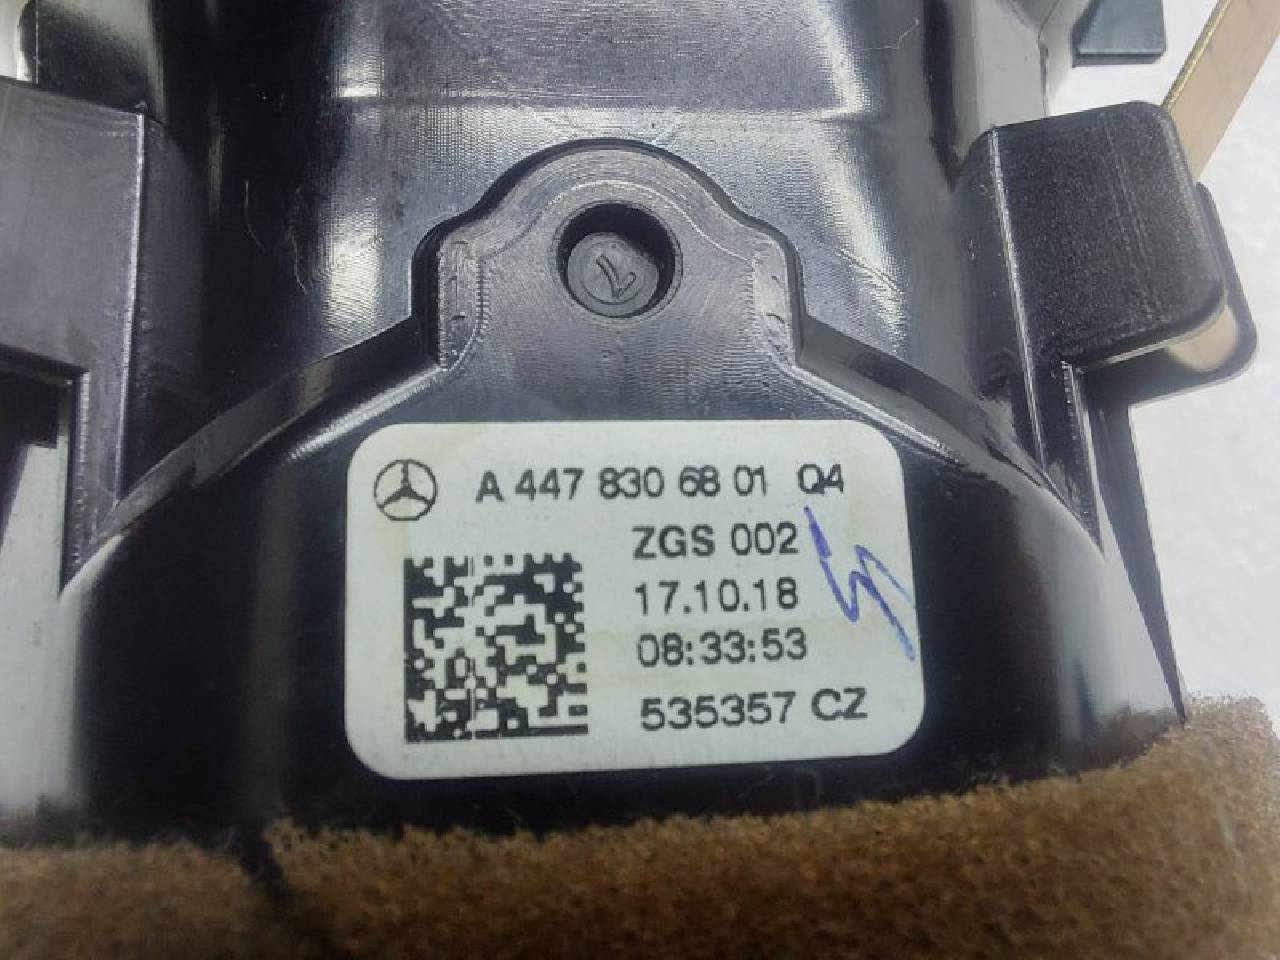 A 447 830 68 01 Q4
ZGS 002
17.10.18
08:33:53
535357 CZ